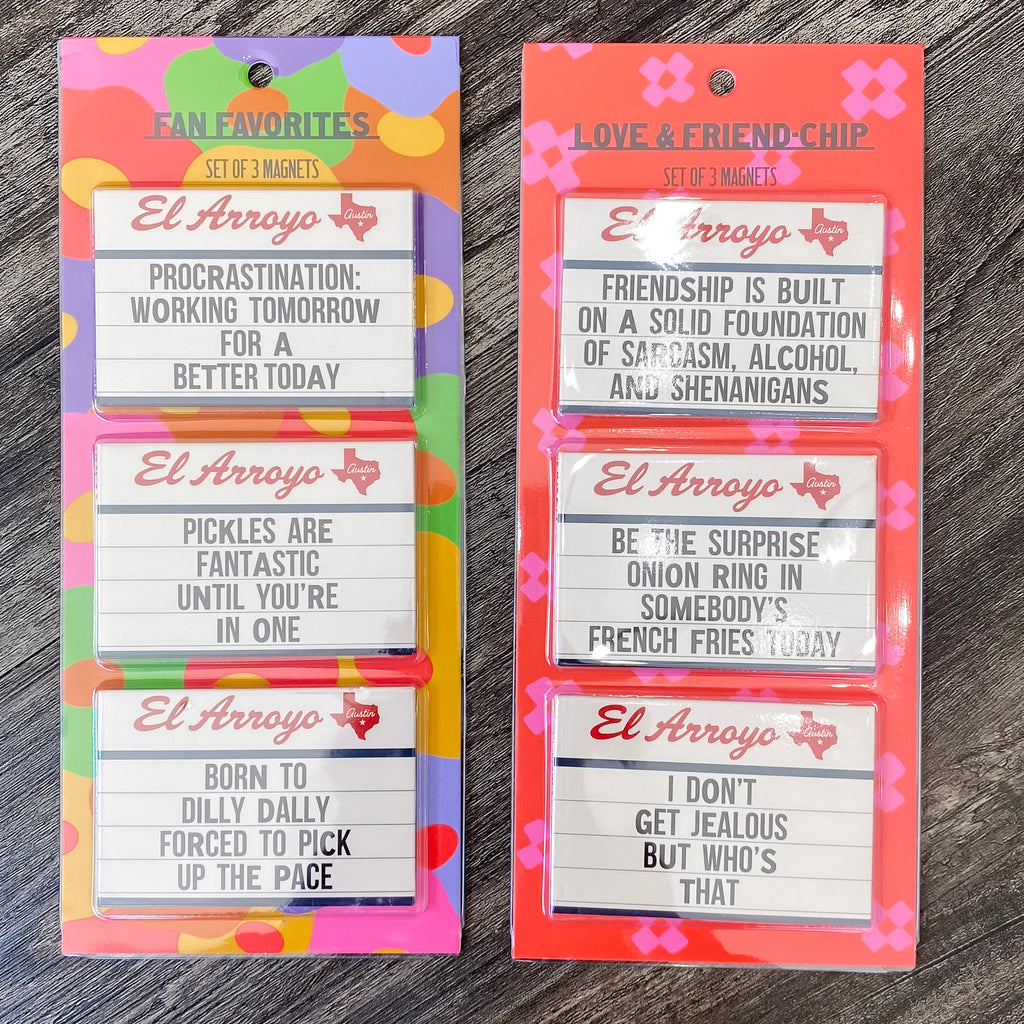 FAN FAVORITES
SET OF 3 MAGNETS
El Arroyo Austin
PROCRASTINATION:
WORKING TOMORROW
FOR A
BETTER TODAY
El Arroyo Austin
PICKLES ARE
FANTASTIC
UNTIL YOU'RE
IN ONE
El Arroyo Austin
BORN TO
DILLY DALLY
FORCED TO PICK
UP THE PACE
LOVE & FRIEND-CHIP
SET OF 3 MAGNETS
El Arroyo Austin
FRIENDSHIP IS BUILT
ON A SOLID FOUNDATION
OF SARCASM, ALCOHOL,
AND SHENANIGANS
El Arroyo Austin
BE THE SURPRISE
ONION RING IN
SOMEBODY'S
FRENCH FRIES TODAY
El Arroyo Austin
I DON'T
GET JEALOUS
BUT WHO'S
THAT